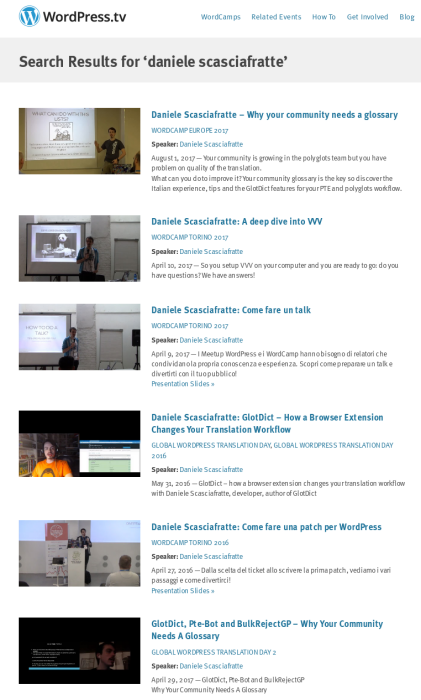 WordPress.tv
WordCamps Related Events How To Get Involved Blog
Search Results for ‘daniele scasciafratte’
WHAT CAN DO WITH THIS
LISTS?
Daniele Scasciafratte – Why your community needs a glossary
WORDCAMP EUROPE 2017
Speaker: Daniele Scasciafratte
August 1, 2017 — Your community is growing in the polyglots team but you have
problem on quality of the translation.
What can you do to improve it? Your community glossary is the key so discover the
Italian experience, tips and the GlotDict features for your PTE and polyglots workflow.
Daniele Scasciafratte: A deep dive into VVV
WORDCAMP TORINO 2017
Speaker: Daniele Scasciafratte
April 10, 2017 — So you setup VVV on your computer and you are ready to go: do you
have questions? We have answers!
HOW TO DO A
TALK?
Daniele Scasciafratte: Come fare un talk
WORDCAMP TORINO 2017
Speaker: Daniele Scasciafratte
April 9, 2017 — I Meetup WordPress e i WordCamp hanno bisogno di relatori che
condividano la propria conoscenza e esperienza. Scopri come preparare un talk e
divertirti con il tuo pubblico!
Presentation Slides »
Daniele Scasciafratte: GlotDict – How a Browser Extension
Changes Your Translation Workflow
GLOBAL WORDPRESS TRANSLATION DAY, GLOBAL WORDPRESS TRANSLATION DAY
2016
Speaker: Daniele Scasciafratte
May 31, 2016 — GlotDict – how a browser extension changes your translation workflow
with Daniele Scasciafratte, developer, author of GlotDict
Daniele Scasciafratte: Come fare una patch per WordPress
WORDCAMP TORINO 2016
Speaker: Daniele Scasciafratte
April 27, 2016 — Dalla scelta del ticket allo scrivere la prima patch, vediamo i vari
passaggi e come divertirci!
Presentation Slides »
GlotDict, Pte-Bot and BulkRejectGP – Why Your Community
Needs A Glossary
GLOBAL WORDPRESS TRANSLATION DAY 2
Speaker: Daniele Scasciafratte
April 29, 2017 — GlotDict, Pte-Bot and BulkRejectGP
Why Your Community Needs A Glossary